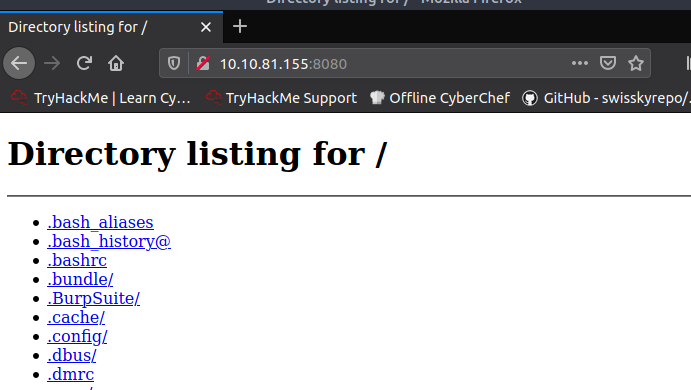 Directory listing for / - Mozilla Firefox
Directory listing for /
10.10.81.155:8080
TryHackMe | Learn Cy… TryHackMe Support Offline CyberChef GitHub - swisskyrepo/
Directory listing for /
.bash_aliases
.bash_history@
.bashrc
.bundle/
.BurpSuite/
.cache/
.config/
.dbus/
.dmrc